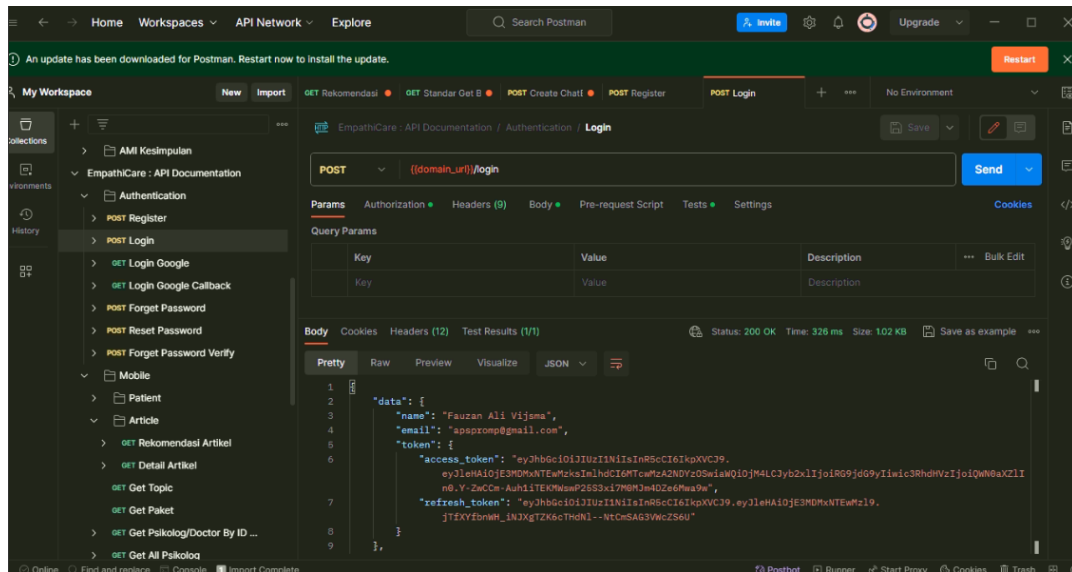 Home Workspaces API Network Explore Search Postman Invite Upgrade
An update has been downloaded for Postman. Restart now to install the update. Restart
My Workspace New Import GET Rekomendasi GET Standar Get B POST Create Chatl POST Register POST Login No Environment
Collections
EmpathiCare : API Documentation / Authentication / Login Save
AMI Kesimpulan
EmpathiCare : API Documentation
POST {{domain_url}}/login Send
Environments
Authentication
POST Register
Params Authorization Headers (9) Body Pre-request Script Tests Settings Cookies
History
Query Params
POST Login
Key Value Description Bulk Edit
GET Login Google
Key Value Description
GET Login Google Callback
POST Forget Password
POST Reset Password
Body Cookies Headers (12) Test Results (1/1) Status: 200 OK Time: 326 ms Size: 1.02 KB Save as example
POST Forget Password Verify
Pretty Raw Preview Visualize JSON
Mobile
Patient
Article
GET Rekomendasi Artikel
GET Detail Artikel
GET Get Topic
GET Get Paket
GET Get Psikolog/Doctor By ID ...
GET Get All Psikolog
1 {
2 "data": {
3 "name": "Fauzan Ali Vijsma",
4 "email": "apspromp@gmail.com",
5 "token": {
6 "access_token":
7 "refresh_token":
8 }
9 },
Online Find and replace Console Import Complete Postbot Runner Start Proxy Cookies Trash